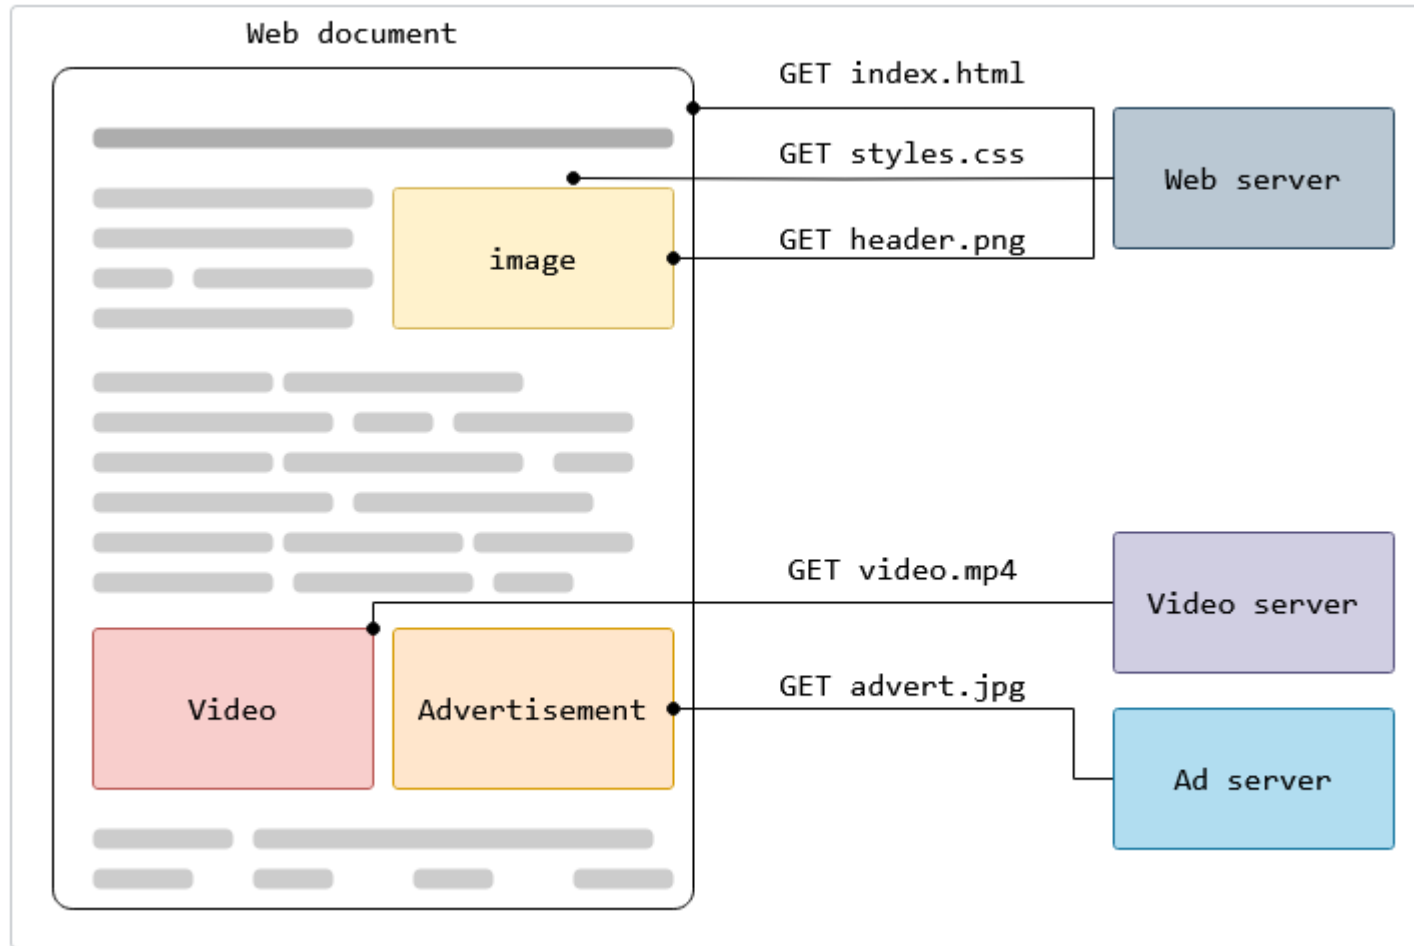 Web document
GET index.html
GET styles.css
Web server
GET header.png
image
GET video.mp4
Video server
GET advert.jpg
Video
Advertisement
Ad server